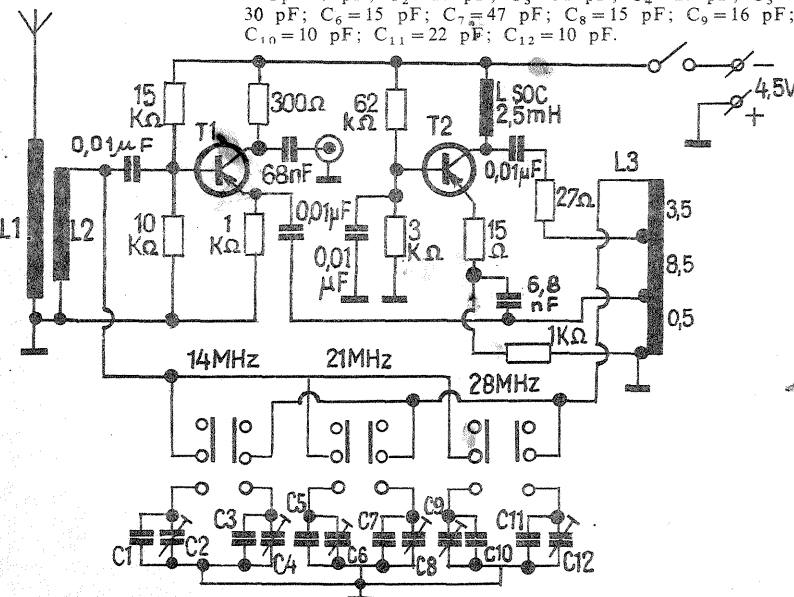 30 pF; C₆=15 pF; C₇=47 pF; C₈=15 pF; C₉=16 pF;
C₁₀=10 pF; C₁₁=22 pF; C₁₂=10 pF.
15 KΩ
300Ω
62 kΩ
L SOC 2,5mH
4,5V
−
+
T1
T2
0,01μF
68nF
0,01μF
L3
27Ω
3,5
L1
L2
10 KΩ
1 KΩ
0,01μF
0,01 μF
3 KΩ
15 Ω
6,8 nF
8,5
0,5
1KΩ
14MHz
21MHz
28MHz
C1
C2
C3
C4
C5
C6
C7
C8
C9
C10
C11
C12